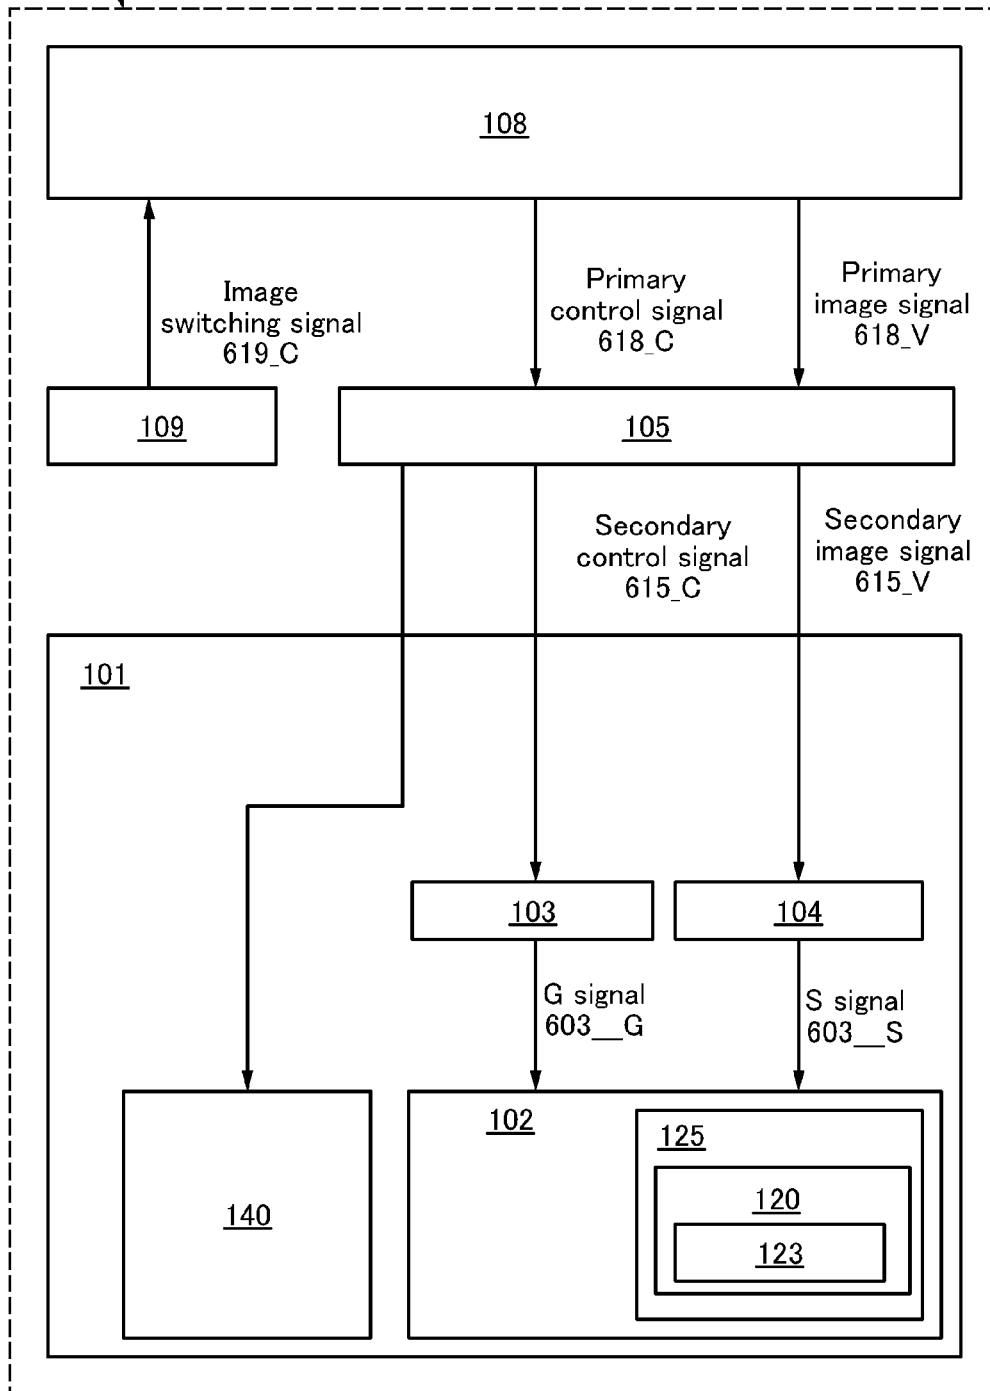 108
Image
switching signal
619_C
Primary
control signal
618_C
Primary
image signal
618_V
109
105
Secondary
control signal
615_C
Secondary
image signal
615_V
101
103
104
G signal
603__G
S signal
603__S
102
125
120
123
140